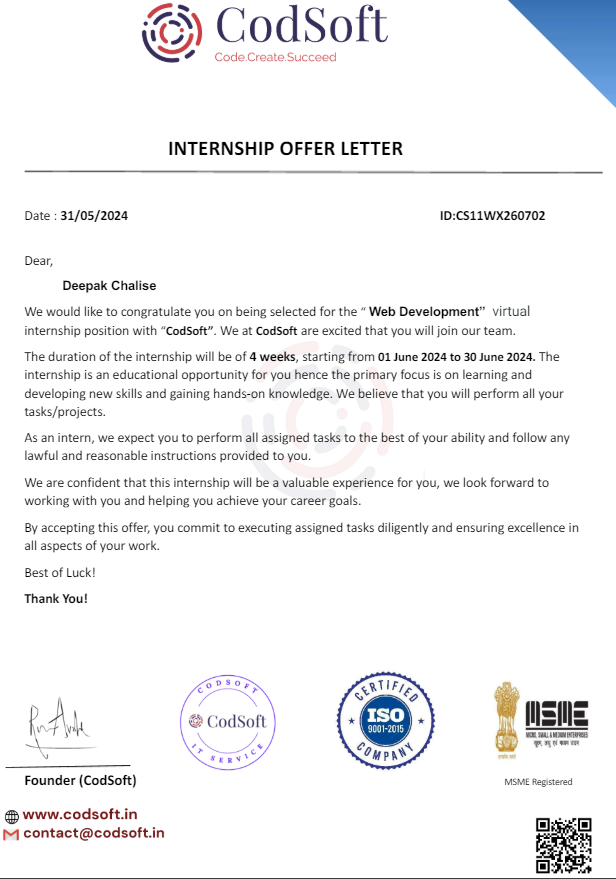 CodSoft
Code.Create.Succeed
INTERNSHIP OFFER LETTER
Date : 31/05/2024 ID:CS11WX260702
Dear,
Deepak Chalise
We would like to congratulate you on being selected for the “ Web Development” virtual
internship position with “CodSoft”. We at CodSoft are excited that you will join our team.
The duration of the internship will be of 4 weeks, starting from 01 June 2024 to 30 June 2024. The
internship is an educational opportunity for you hence the primary focus is on learning and
developing new skills and gaining hands-on knowledge. We believe that you will perform all your
tasks/projects.
As an intern, we expect you to perform all assigned tasks to the best of your ability and follow any
lawful and reasonable instructions provided to you.
We are confident that this internship will be a valuable experience for you, we look forward to
working with you and helping you achieve your career goals.
By accepting this offer, you commit to executing assigned tasks diligently and ensuring excellence in
all aspects of your work.
Best of Luck!
Thank You!
CODSOFT
CodSoft
IT SERVICE
CERTIFIED
ISO
9001-2015
COMPANY
MSME
MICRO, SMALL & MEDIUM ENTERPRISES
सूक्ष्म, लघु एवं मध्यम उद्यम
Founder (CodSoft)
MSME Registered
www.codsoft.in
contact@codsoft.in